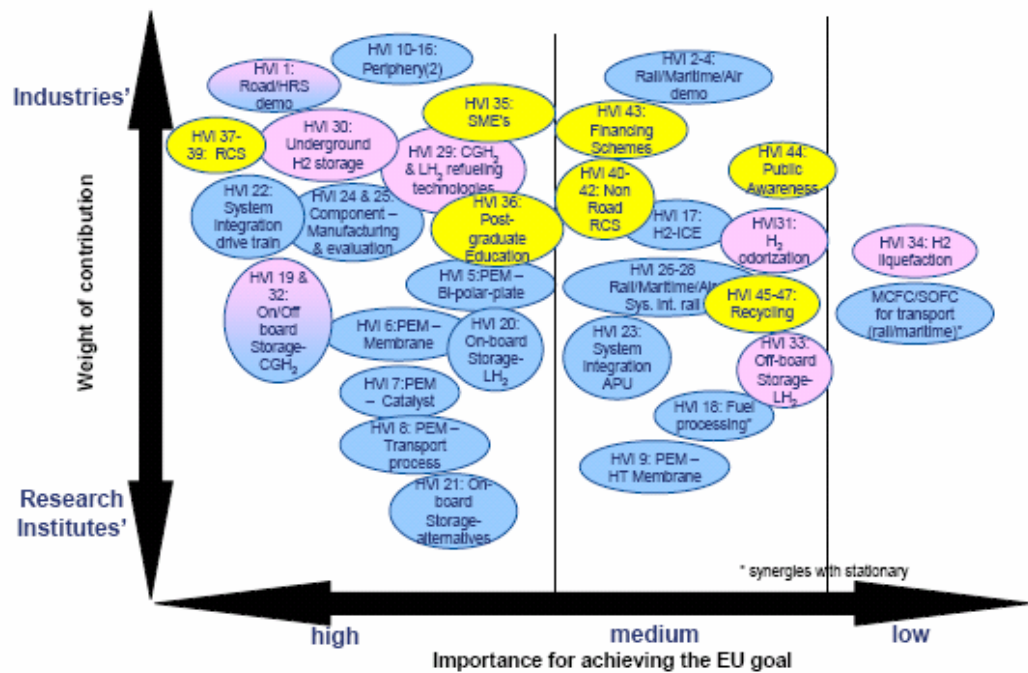 HVI 10-16:
Periphery(2)
HVI 2-4:
Rail/Maritime/Air
demo
HVI 1:
Road/HRS
demo
Industries’
HVI 35:
SME's
HVI 43:
Financing
Schemes
HVI 37-
39: RCS
HVI 30:
Underground
H2 storage
HVI 29: CGH₂
& LH₂ refueling
technologies
HVI 44:
Public
Awareness
HVI 40-
42: Non
Road
RCS
HVI 22:
System
Integration
drive train
HVI 24 & 25:
Component –
Manufacturing
& evaluation
HVI 36:
Post-
graduate
Education
HVI 17:
H2-ICE
HVI31:
H₂
odorization
HVI 34: H2
liquefaction
HVI 19 &
32:
On/Off
board
Storage-
CGH₂
HVI 5:PEM –
Bi-polar-plate
HVI 26-28
Rail/Maritime/Air
Sys. Int. rail
HVI 45-47:
Recycling
MCFC/SOFC
for transport
(rail/maritime)*
HVI 6:PEM –
Membrane
HVI 20:
On-board
Storage-
LH₂
HVI 23:
System
Integration
APU
HVI 33:
Off-board
Storage-
LH₂
HVI 7:PEM
– Catalyst
HVI 18: Fuel
processing*
HVI 8: PEM –
Transport
process
HVI 9: PEM –
HT Membrane
HVI 21: On-
board
Storage-
alternatives
Weight of contribution
Research
Institutes’
* synergies with stationary
high
medium
low
Importance for achieving the EU goal